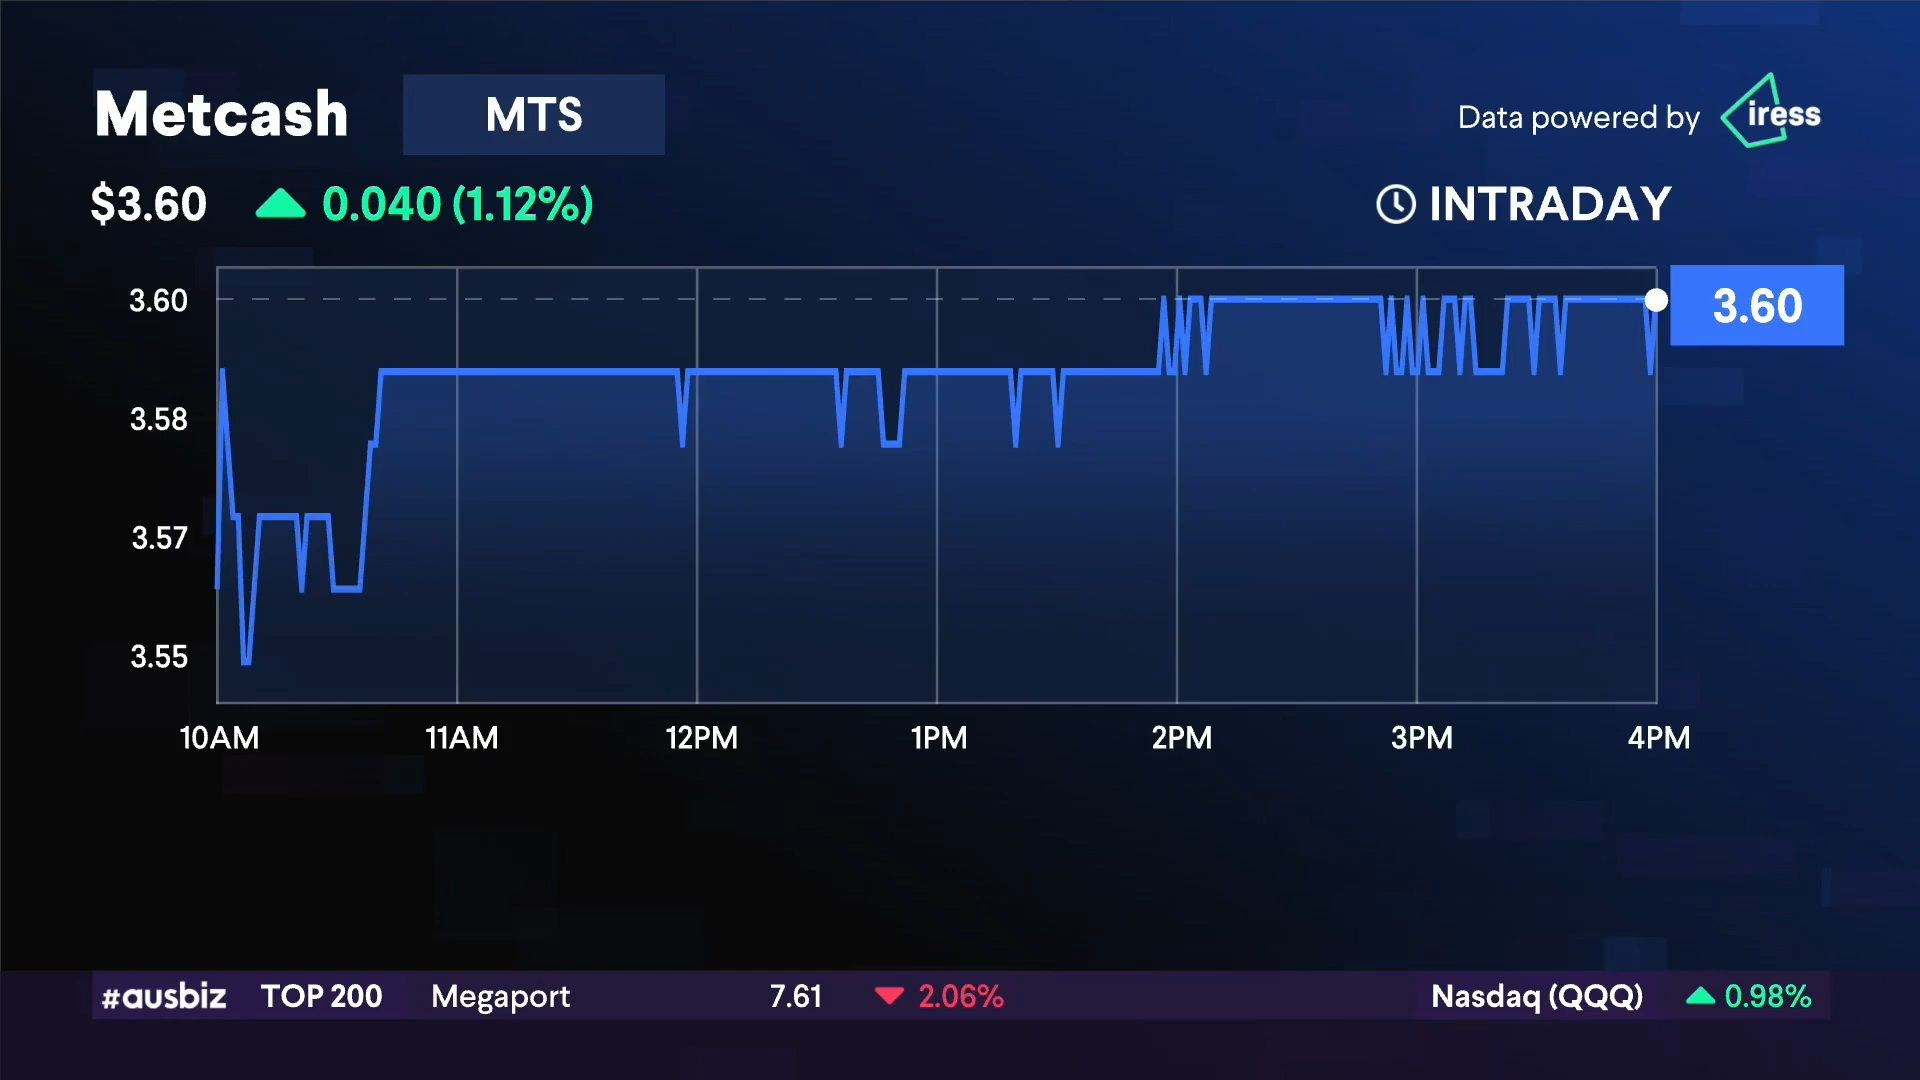 Metcash MTS
Data powered by iress
$3.60 0.040 (1.12%)
INTRADAY
3.60
3.60
3.58
3.57
3.55
10AM 11AM 12PM 1PM 2PM 3PM 4PM
#ausbiz TOP 200 Megaport 7.61 2.06% Nasdaq (QQQ) 0.98%